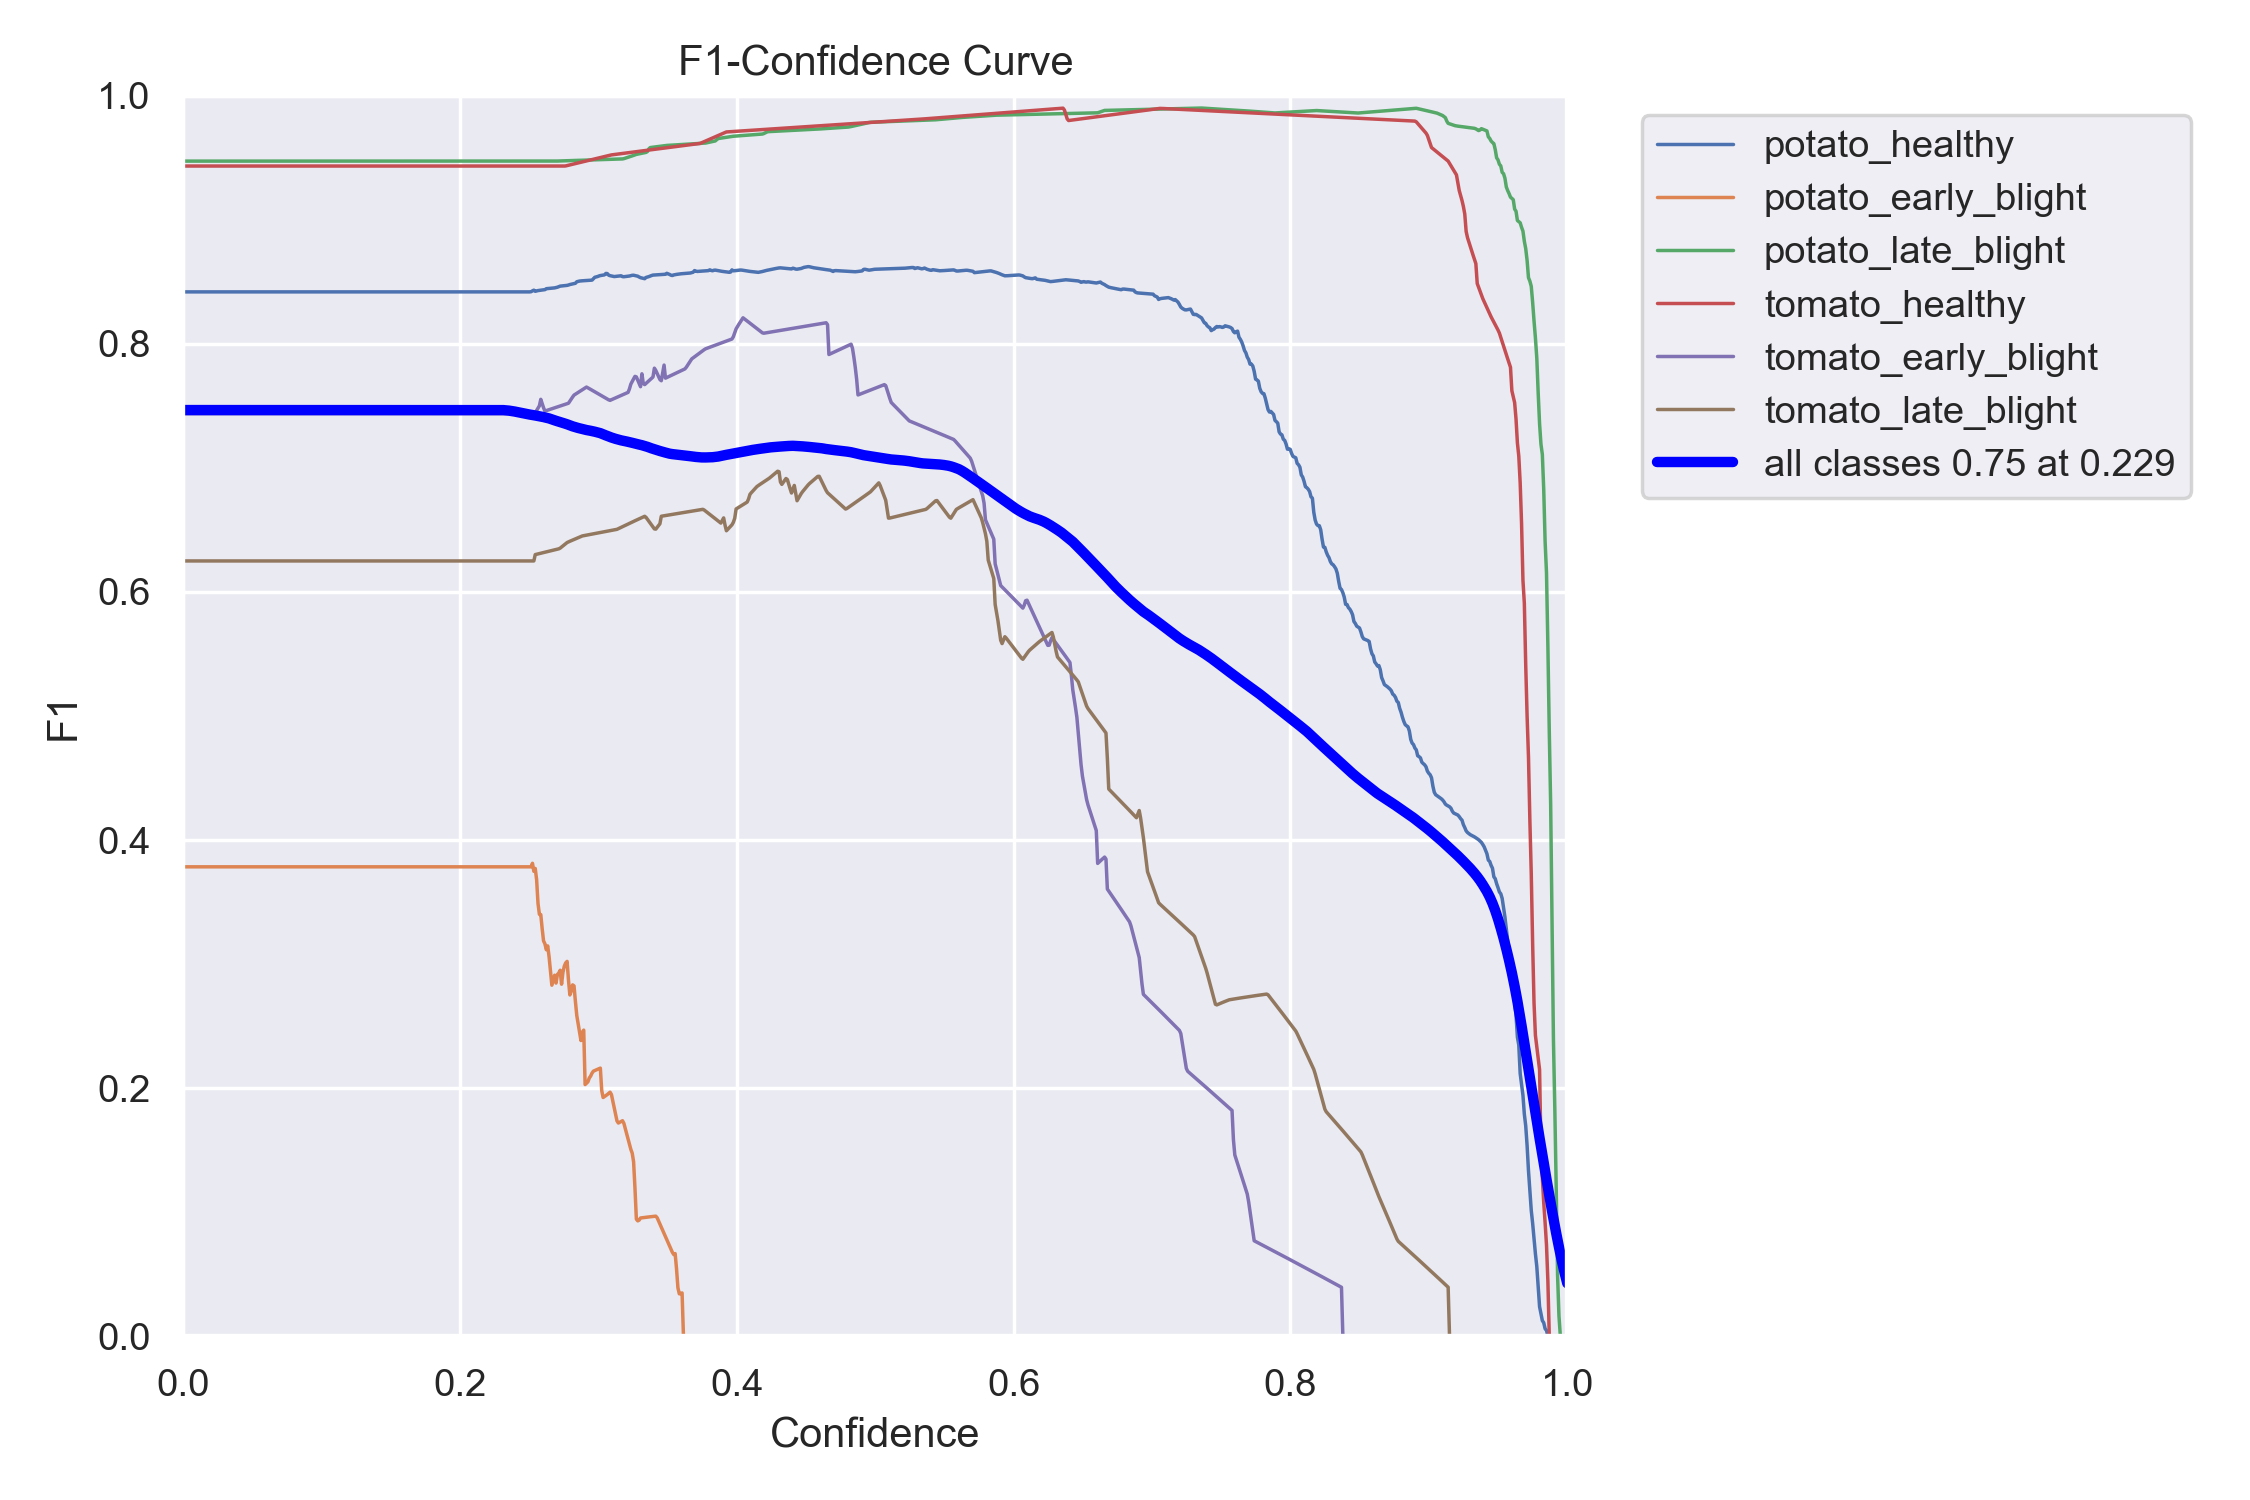 F1-Confidence Curve
1.0
0.8
0.6
0.4
0.2
0.0
F1
0.0 0.2 0.4 0.6 0.8 1.0
Confidence
potato_healthy
potato_early_blight
potato_late_blight
tomato_healthy
tomato_early_blight
tomato_late_blight
all classes 0.75 at 0.229